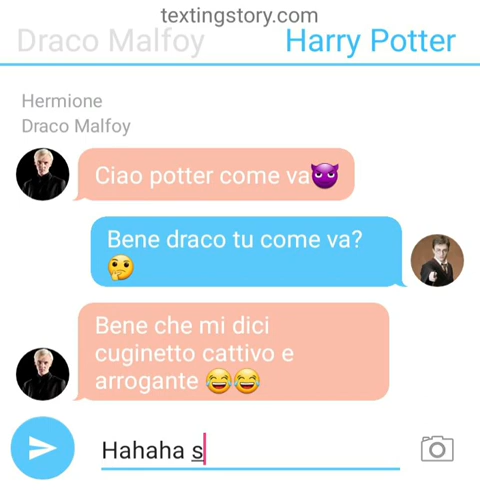 textingstory.com
Draco Malfoy
Harry Potter
Hermione
Draco Malfoy
Ciao potter come va😈
Bene draco tu come va?
🤔
Bene che mi dici
cuginetto cattivo e
arrogante 😂😂
Hahaha s